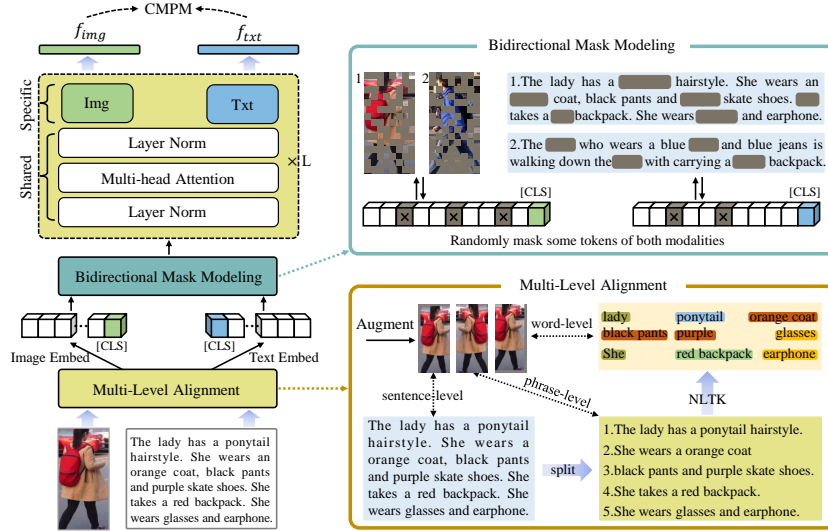 CMPM
f_img
f_txt
Specific
Img
Txt
Shared
Layer Norm
Multi-head Attention
Layer Norm
× L
Bidirectional Mask Modeling
[CLS]
[CLS]
Image Embed
Text Embed
Multi-Level Alignment
The lady has a ponytail
hairstyle. She wears an
orange coat, black pants
and purple skate shoes. She
takes a red backpack. She
wears glasses and earphone.
Bidirectional Mask Modeling
1
2
1.The lady has a hairstyle. She wears an
coat, black pants and skate shoes.
takes a backpack. She wears and earphone.
2.The who wears a blue and blue jeans is
walking down the with carrying a backpack.
[CLS]
[CLS]
Randomly mask some tokens of both modalities
Multi-Level Alignment
Augment
word-level
lady ponytail orange coat
black pants purple glasses
She red backpack earphone
sentence-level
phrase-level
NLTK
The lady has a ponytail
hairstyle. She wears a
orange coat, black pants
and purple skate shoes. She
takes a red backpack. She
wears glasses and earphone.
split
1.The lady has a ponytail hairstyle.
2.She wears a orange coat
3.black pants and purple skate shoes.
4.She takes a red backpack.
5.She wears glasses and earphone.